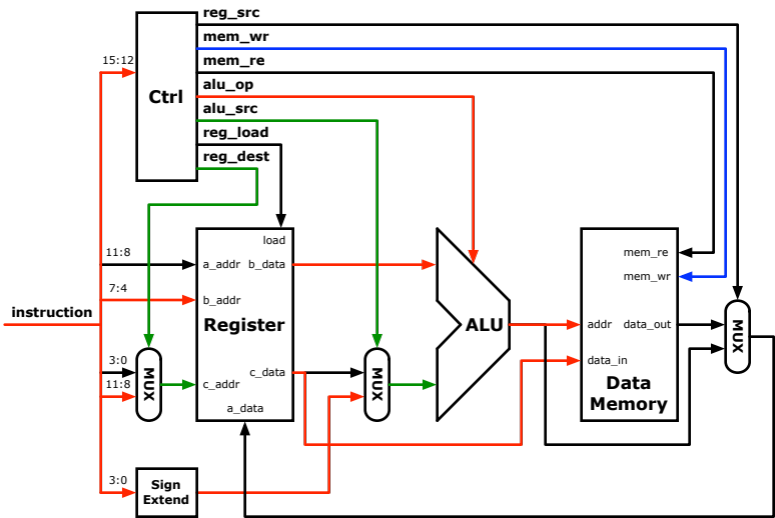 reg_src
mem_wr
mem_re
alu_op
alu_src
reg_load
reg_dest
15:12
Ctrl
load
11:8
a_addr
b_data
mem_re
mem_wr
7:4
b_addr
instruction
Register
ALU
addr
data_out
MUX
3:0
11:8
MUX
c_addr
c_data
MUX
data_in
a_data
Data
Memory
3:0
Sign
Extend